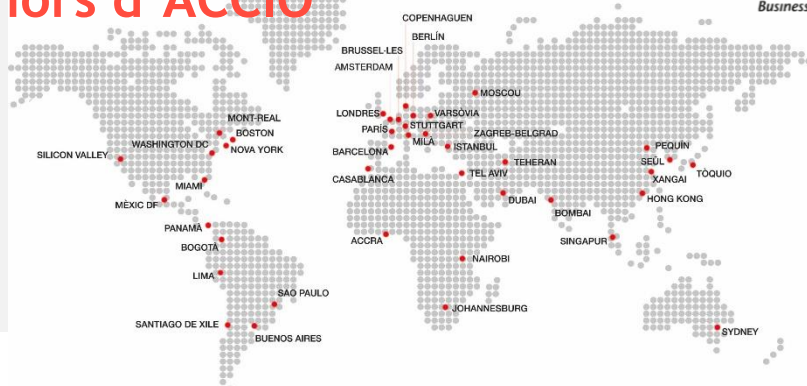 iors d'ACCIÓ
Business
COPENHAGUEN
BERLÍN
BRUSSEL·LES
AMSTERDAM
MOSCOU
LONDRES
VARSÒVIA
MONT-REAL
STUTTGART
PARÍS
BOSTON
ZAGREB-BELGRAD
WASHINGTON DC
MILÀ
NOVA YORK
ISTANBUL
PEQUÍN
BARCELONA
SILICON VALLEY
TEHERAN
SEÜL
TEL AVIV
TÒQUIO
CASABLANCA
XANGAI
MIAMI
DUBAI
HONG KONG
MÈXIC DF
BOMBAI
PANAMÀ
ACCRA
SINGAPUR
BOGOTÀ
NAIROBI
LIMA
SAO PAULO
JOHANNESBURG
SANTIAGO DE XILE
SYDNEY
BUENOS AIRES